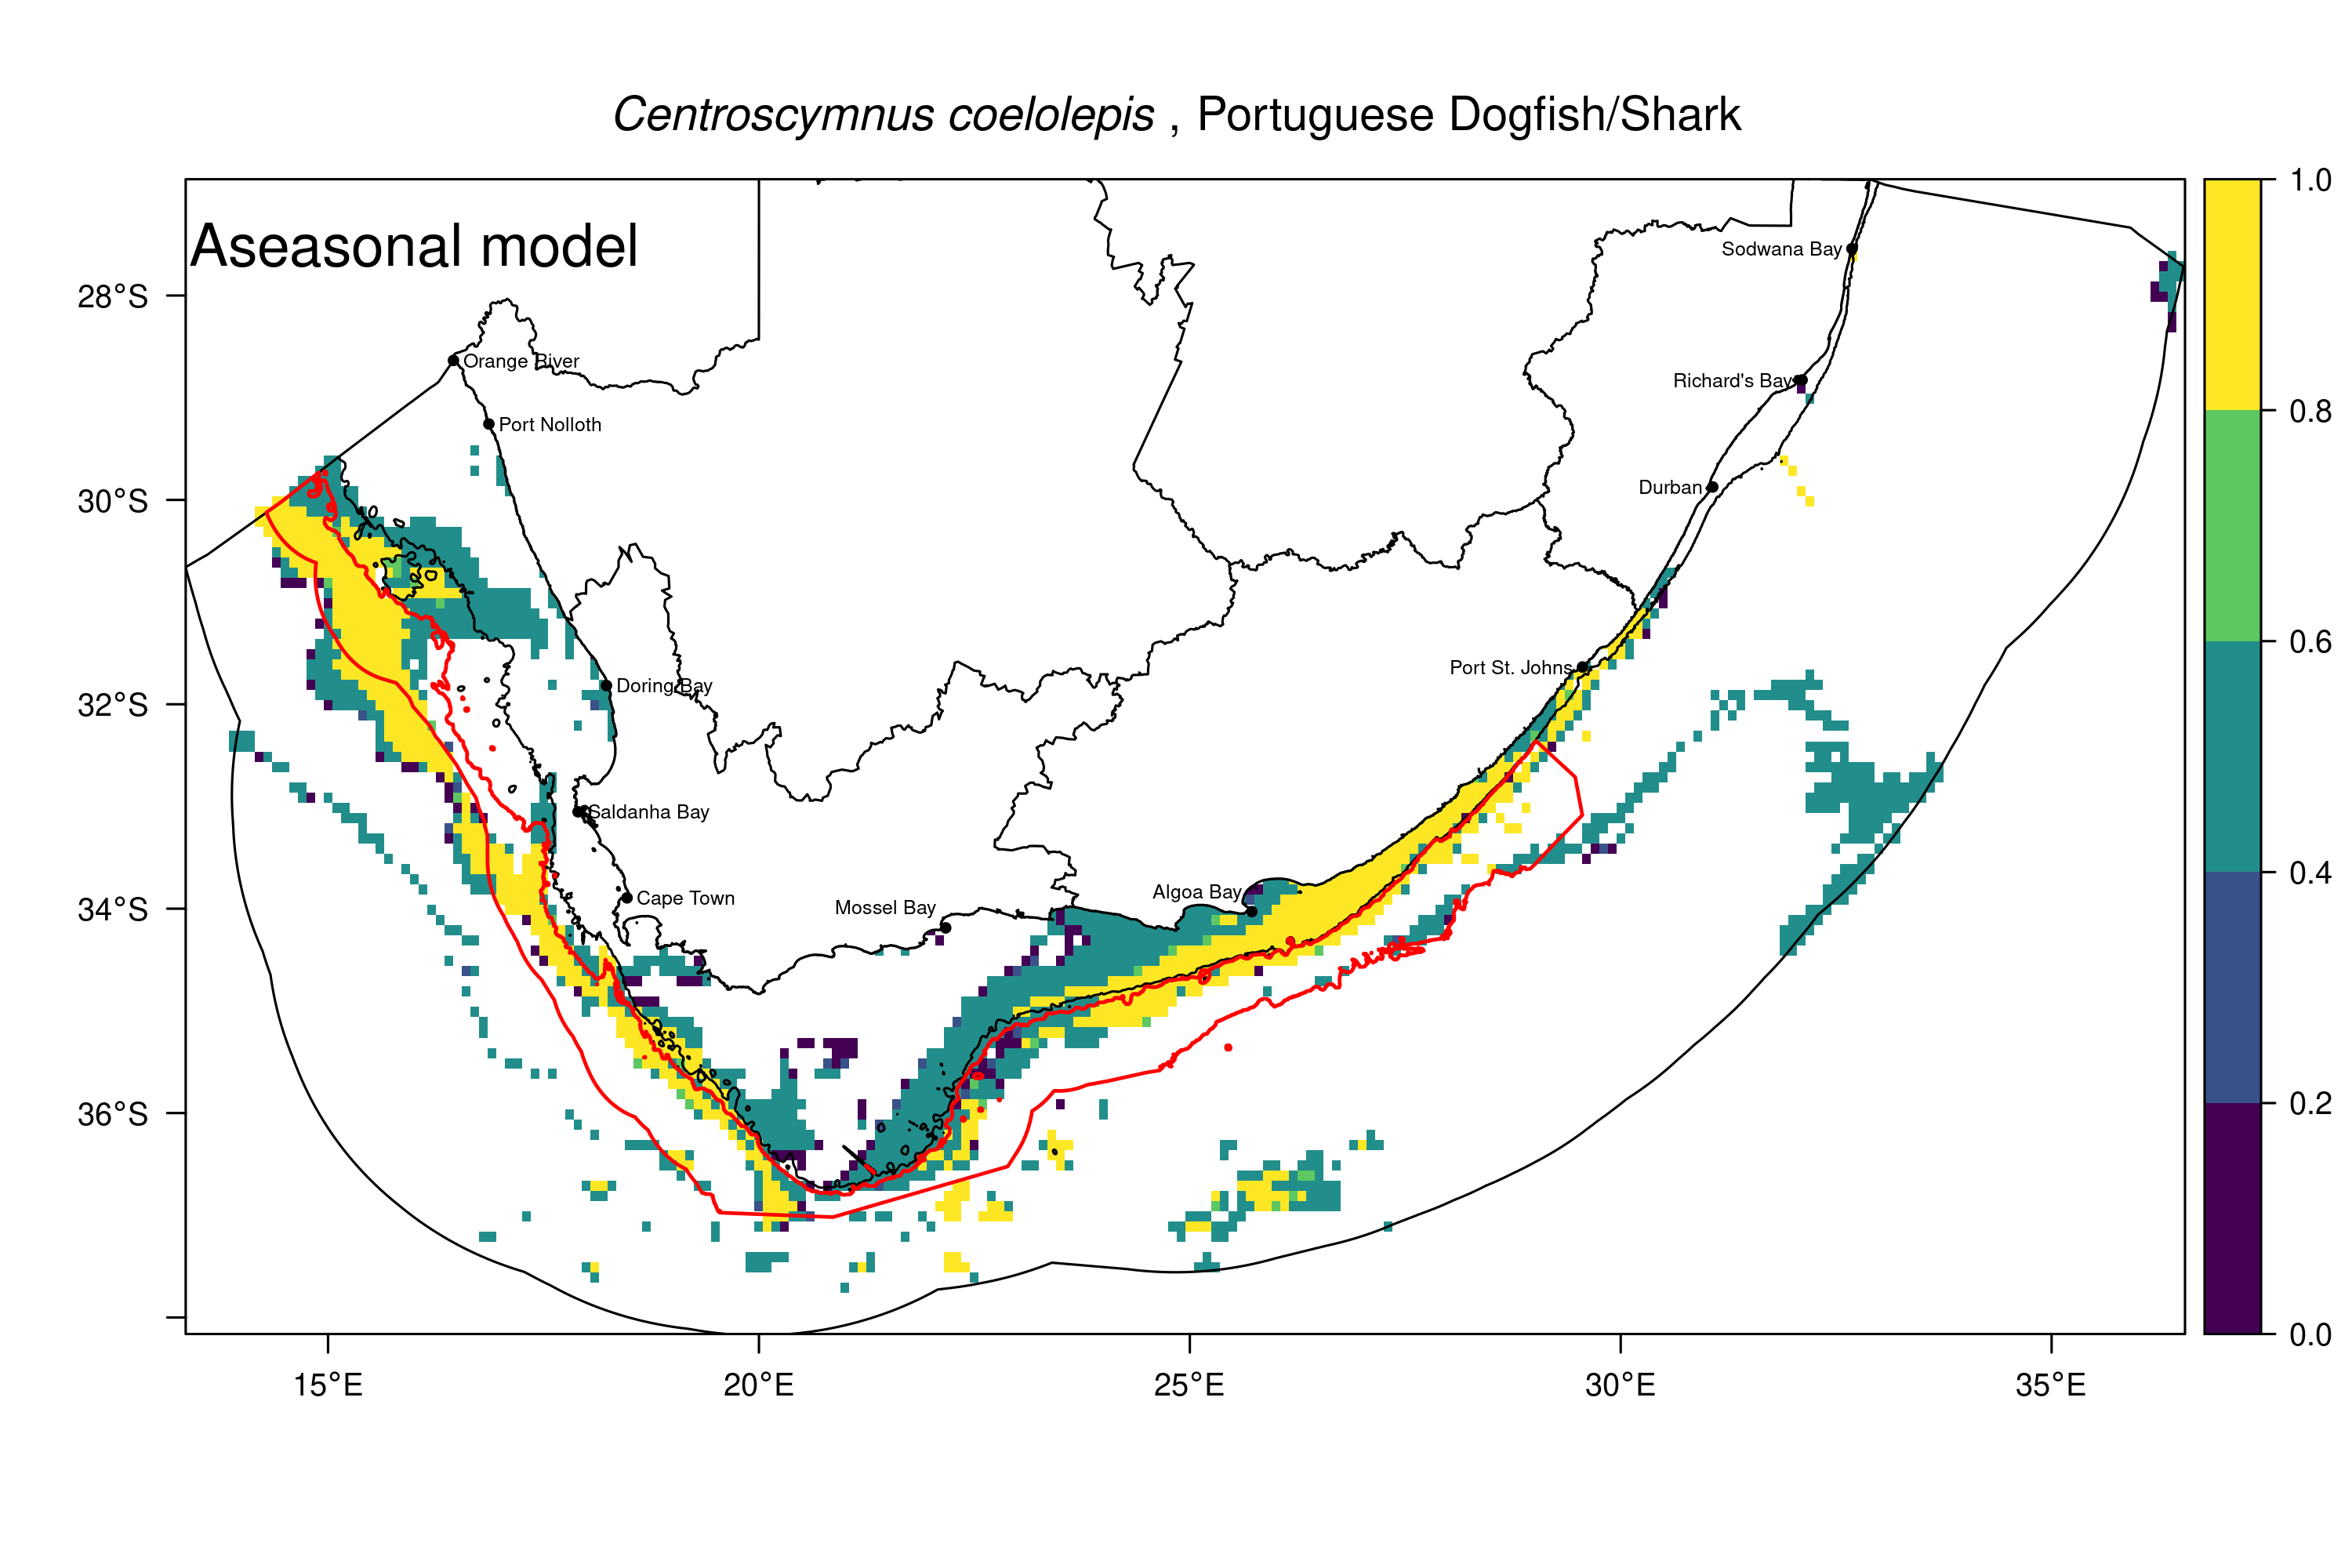 Centroscymnus coelolepis , Portuguese Dogfish/Shark
Aseasonal model
1.0
0.8
0.6
0.4
0.2
0.0
28°S
30°S
32°S
34°S
36°S
Sodwana Bay
Orange River
Richard's Bay
Port Nolloth
Durban
Port St. Johns
Doring Bay
Saldanha Bay
Algoa Bay
Cape Town
Mossel Bay
15°E
20°E
25°E
30°E
35°E